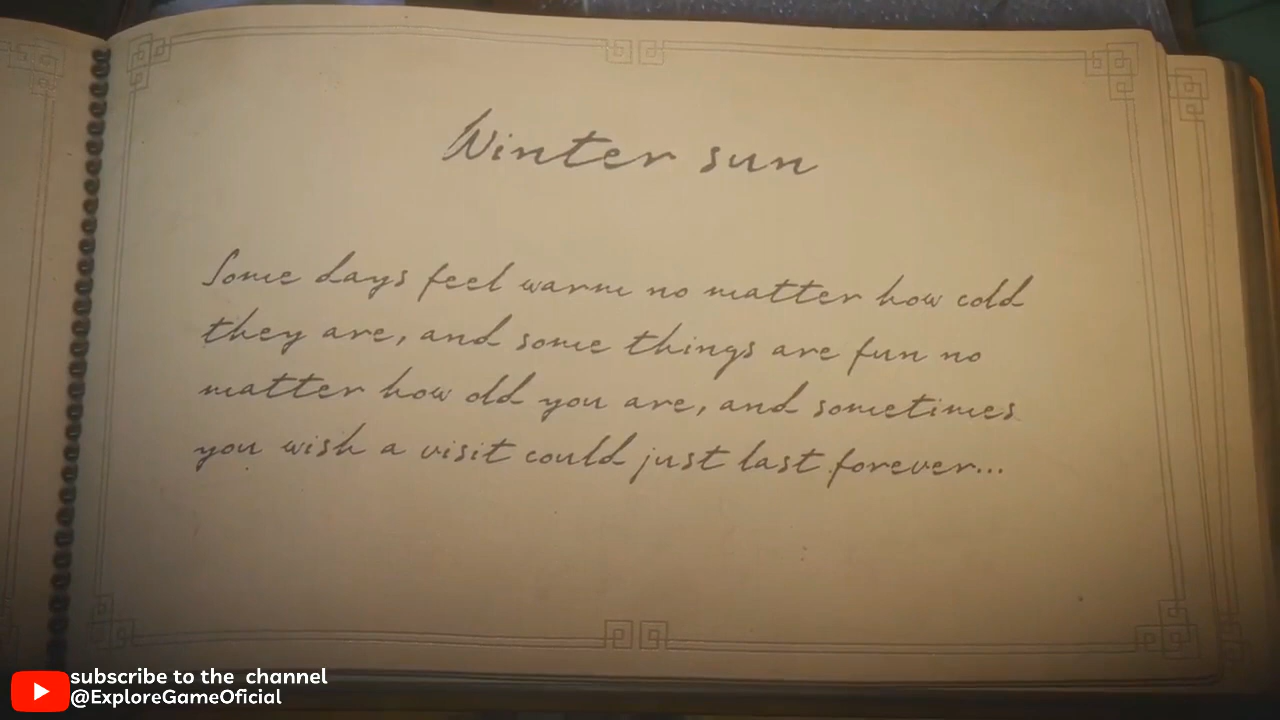 Winter sun
Some days feel warm no matter how cold
they are, and some things are fun no
matter how old you are, and sometimes
you wish a visit could just last forever...
subscribe to the channel
@ExploreGameOficial